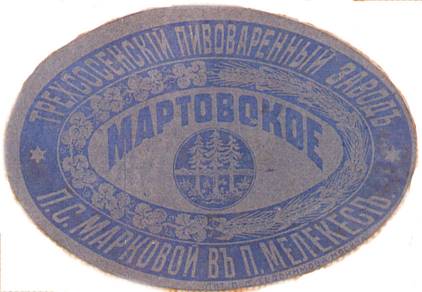 ТРЕХСОСЕНСКІЙ ПИВОВАРЕННЫЙ ЗАВОДЪ
МАРТОВСКОЕ
П.С.МАРКОВОЙ ВЪ П.МЕЛЕКЕСЪ